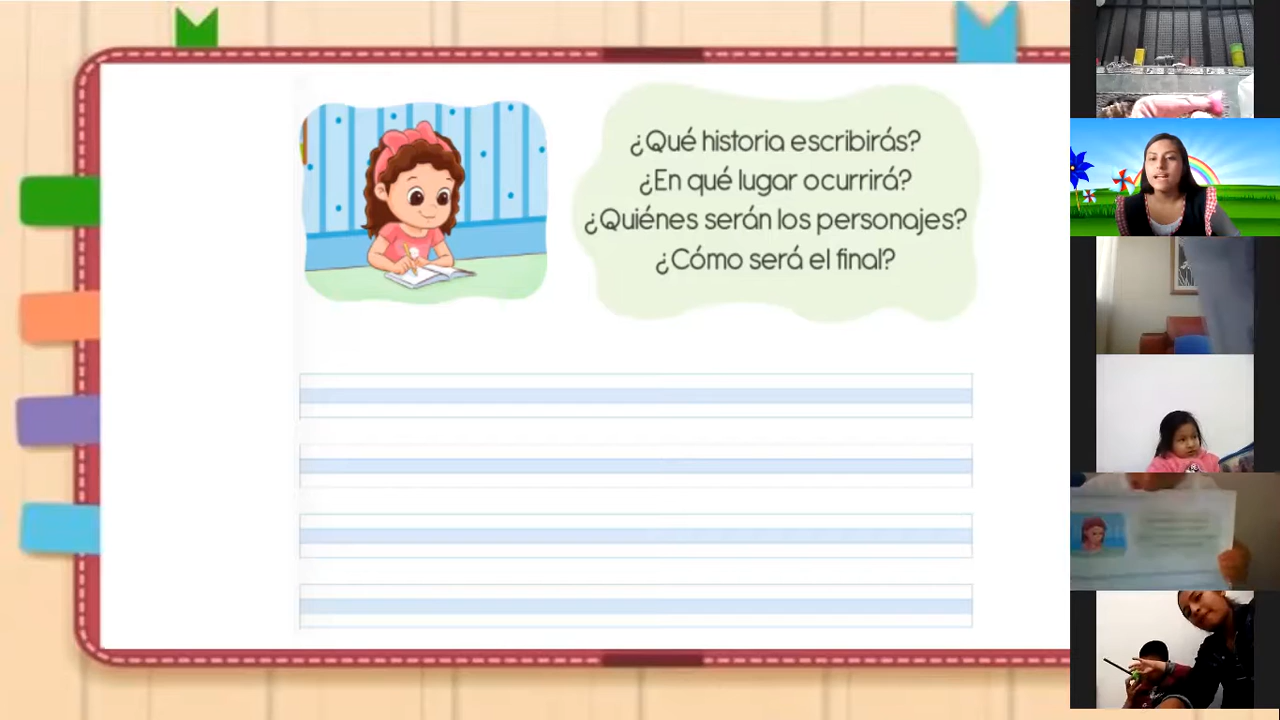 ¿Qué historia escribirás?
¿En qué lugar ocurrirá?
¿Quiénes serán los personajes?
¿Cómo será el final?